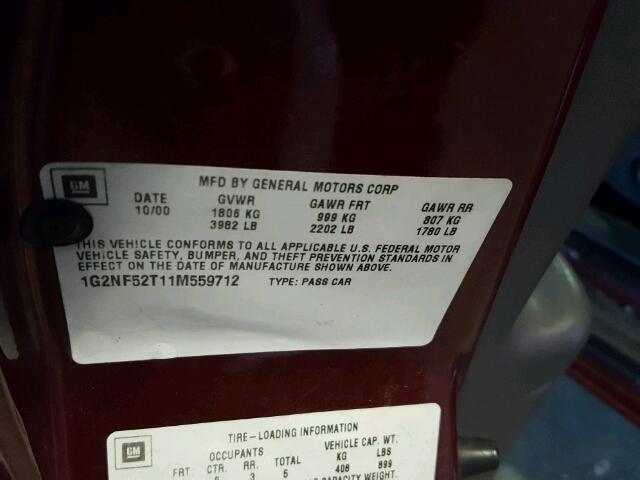 GM
MFD BY GENERAL MOTORS CORP
DATE GVWR GAWR FRT GAWR RR
10/00 1806 KG 999 KG 807 KG
3982 LB 2202 LB 1780 LB
THIS VEHICLE CONFORMS TO ALL APPLICABLE U.S. FEDERAL MOTOR
VEHICLE SAFETY, BUMPER, AND THEFT PREVENTION STANDARDS IN
EFFECT ON THE DATE OF MANUFACTURE SHOWN ABOVE.
1G2NF52T11M559712 TYPE: PASS CAR
GM
TIRE-LOADING INFORMATION
OCCUPANTS VEHICLE CAP. WT.
FRT. CTR. RR. TOTAL KG LBS
3 5 408 899
CAPACITY WEIGHT